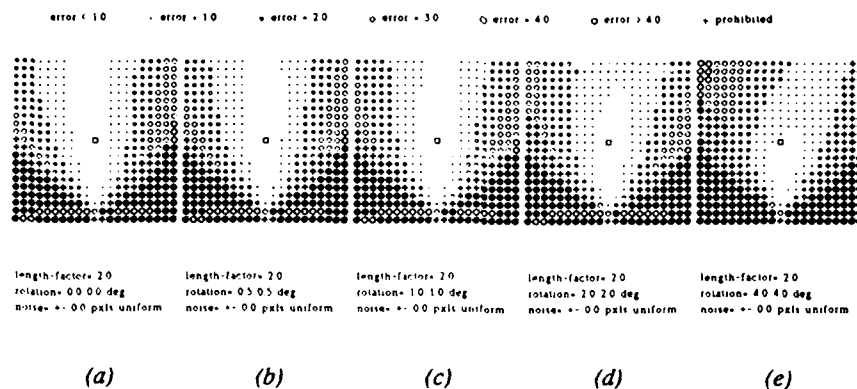 error < 1.0 error = 1.0 error = 2.0 error = 3.0 error = 4.0 error > 4.0 prohibited
length-factor= 2.0 length-factor= 2.0 length-factor= 2.0 length-factor= 2.0 length-factor= 2.0
rotation= 0.0 0.0 deg rotation= 0.5 0.5 deg rotation= 1.0 1.0 deg rotation= 2.0 2.0 deg rotation= 4.0 4.0 deg
noise= +- 0.0 pxls uniform noise= +- 0.0 pxls uniform noise= +- 0.0 pxls uniform noise= +- 0.0 pxls uniform noise= +- 0.0 pxls uniform
(a) (b) (c) (d) (e)